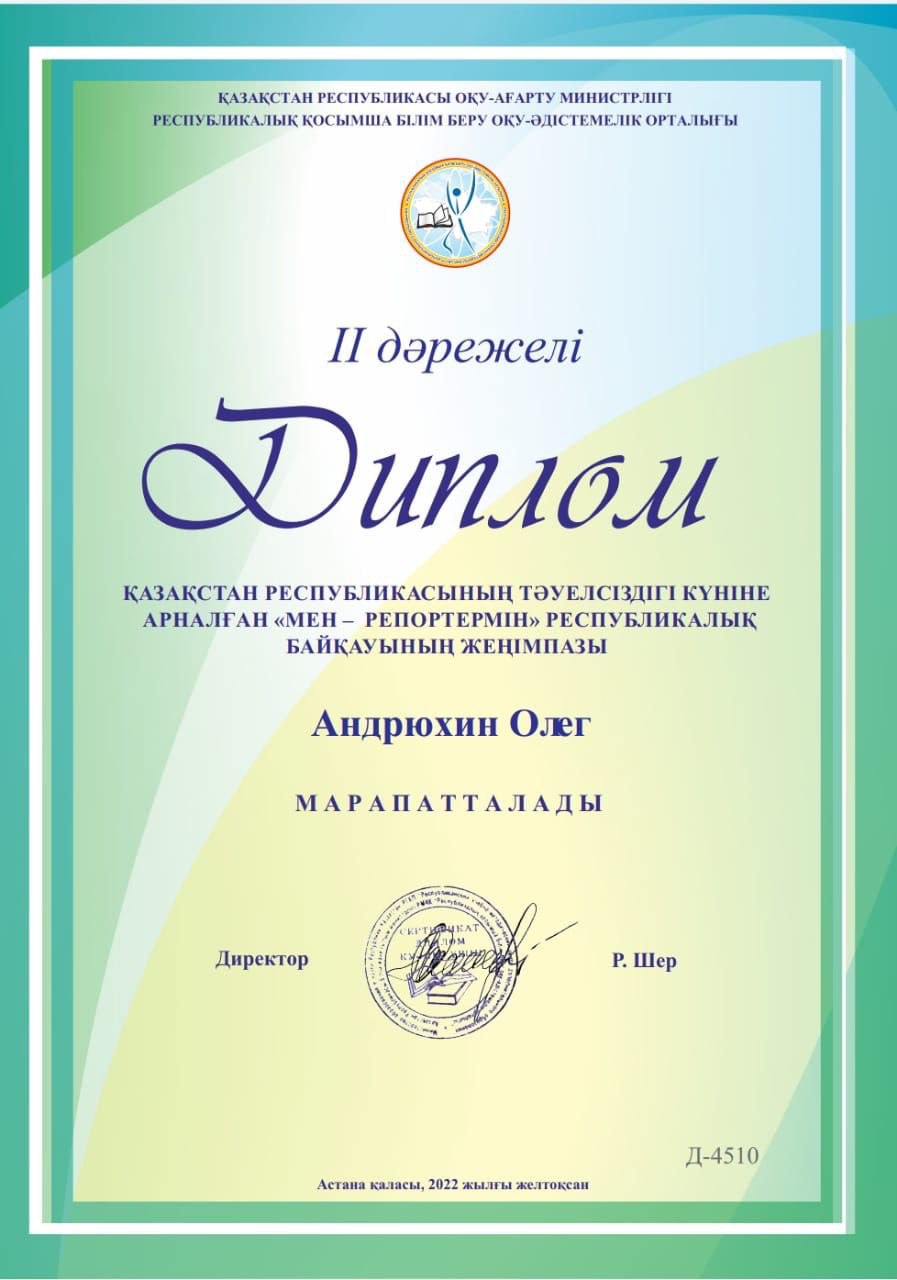 ҚАЗАҚСТАН РЕСПУБЛИКАСЫ ОҚУ-АҒАРТУ МИНИСТРЛІГІ
РЕСПУБЛИКАЛЫҚ ҚОСЫМША БІЛІМ БЕРУ ОҚУ-ӘДІСТЕМЕЛІК ОРТАЛЫҒЫ
II дәрежелі
Диплом
ҚАЗАҚСТАН РЕСПУБЛИКАСЫНЫҢ ТӘУЕЛСІЗДІГІ КҮНІНЕ
АРНАЛҒАН «МЕН – РЕПОРТЕРМІН» РЕСПУБЛИКАЛЫҚ
БАЙҚАУЫНЫҢ ЖЕҢІМПАЗЫ
Андрюхин Олег
МАРАПАТТАЛАДЫ
СЕРТИФИКАТ
ДИПЛОМ
Директор
Р. Шер
Д-4510
Астана қаласы, 2022 жылғы желтоқсан